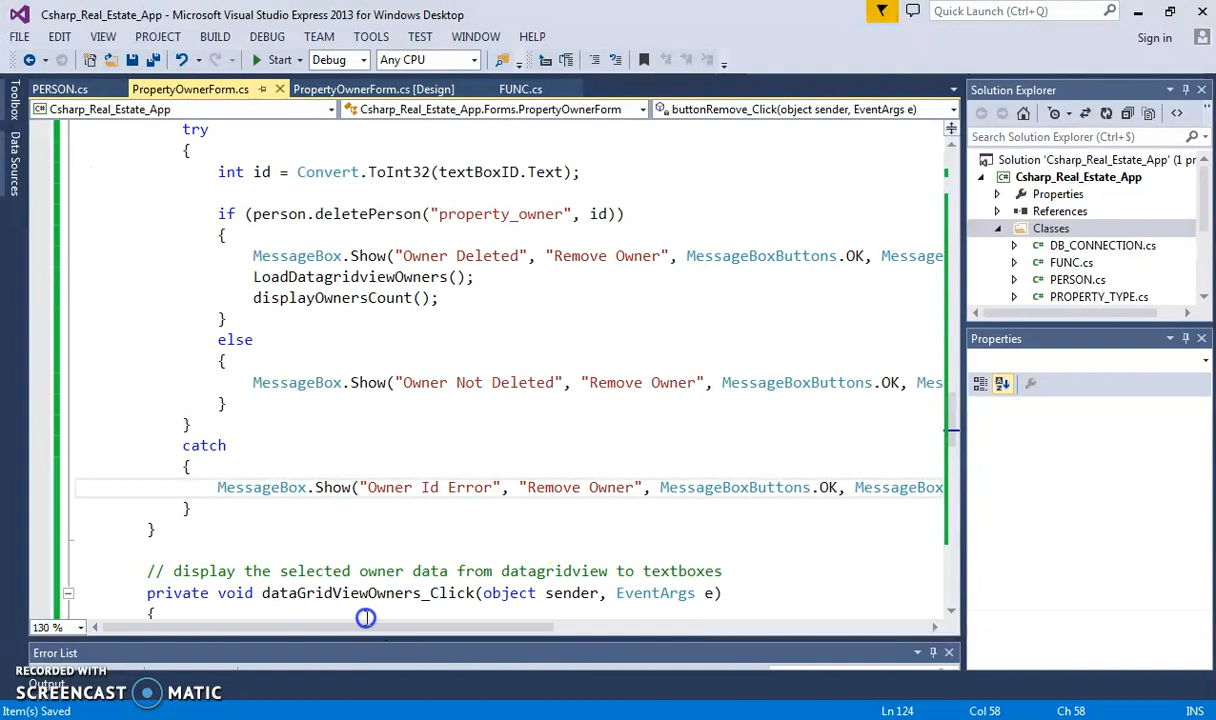 Csharp_Real_Estate_App - Microsoft Visual Studio Express 2013 for Windows Desktop
Quick Launch (Ctrl+Q)
FILE EDIT VIEW PROJECT BUILD DEBUG TEAM TOOLS TEST WINDOW HELP
Sign in
Start Debug Any CPU
PERSON.cs PropertyOwnerForm.cs PropertyOwnerForm.cs [Design] FUNC.cs
Csharp_Real_Estate_App Csharp_Real_Estate_App.Forms.PropertyOwnerForm buttonRemove_Click(object sender, EventArgs e)
Toolbox
Data Sources
try
{
int id = Convert.ToInt32(textBoxID.Text);
if (person.deletePerson("property_owner", id))
{
MessageBox.Show("Owner Deleted", "Remove Owner", MessageBoxButtons.OK, Message
LoadDatagridviewOwners();
displayOwnersCount();
}
else
{
MessageBox.Show("Owner Not Deleted", "Remove Owner", MessageBoxButtons.OK, Mes
}
}
catch
{
MessageBox.Show("Owner Id Error", "Remove Owner", MessageBoxButtons.OK, MessageBox
}
}
// display the selected owner data from datagridview to textboxes
private void dataGridViewOwners_Click(object sender, EventArgs e)
{
130 %
Solution Explorer
Search Solution Explorer (Ctrl+$)
Solution 'Csharp_Real_Estate_App' (1 pr
Csharp_Real_Estate_App
Properties
References
Classes
DB_CONNECTION.cs
FUNC.cs
PERSON.cs
PROPERTY_TYPE.cs
Properties
Error List
Output
RECORDED WITH
SCREENCAST MATIC
Item(s) Saved
Ln 124 Col 58 Ch 58 INS